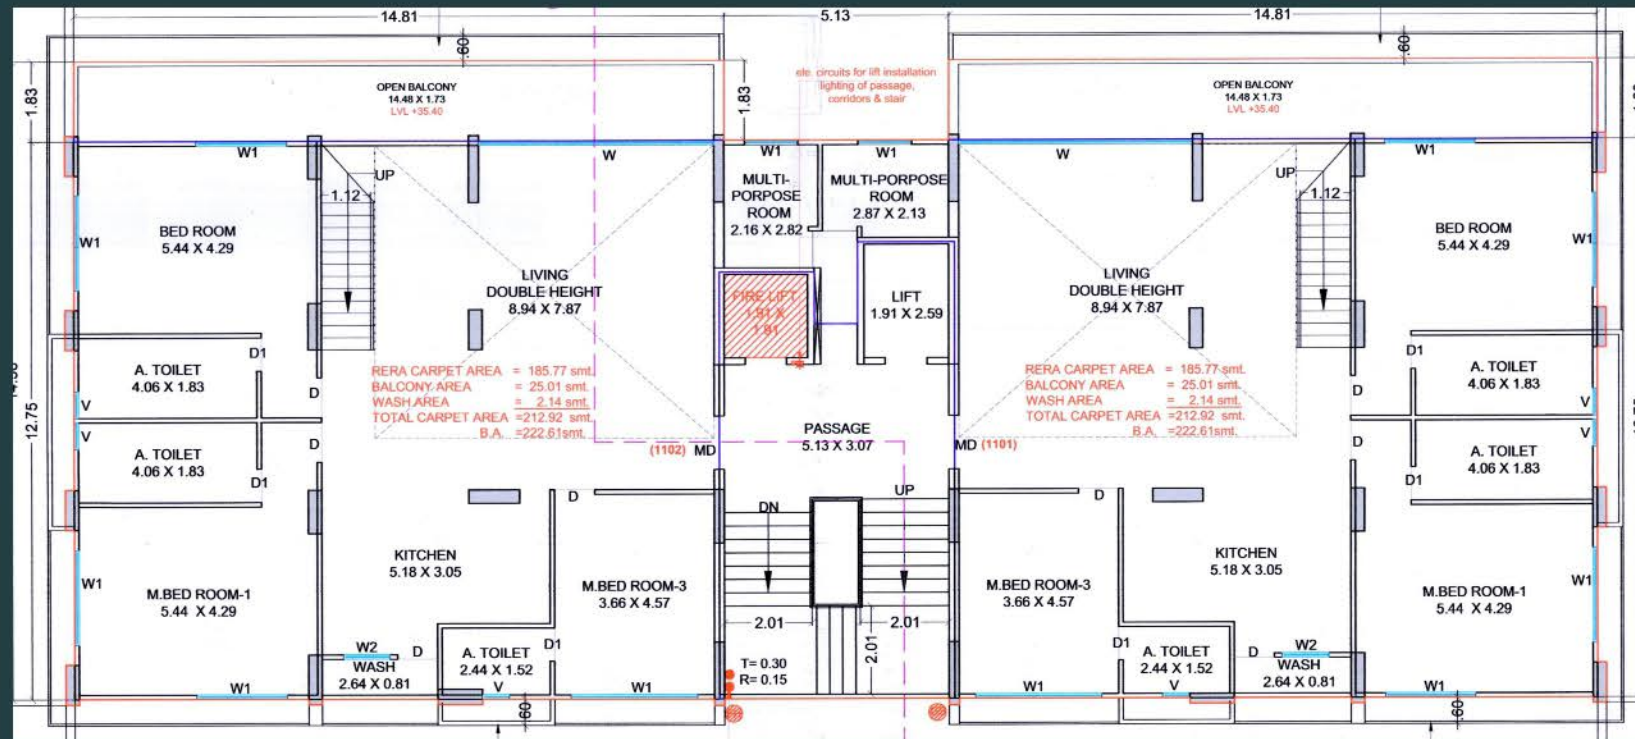 14.81
5.13
14.81
.60
.60
1.83
1.83
OPEN BALCONY
14.48 X 1.73
LVL +35.40
ele. circuits for lift installation
lighting of passage,
corridors & stair
OPEN BALCONY
14.48 X 1.73
LVL +35.40
W1
W
W1
W1
W
W1
UP
1.12
MULTI-
PORPOSE
ROOM
2.16 X 2.82
MULTI-PORPOSE
ROOM
2.87 X 2.13
UP
1.12
BED ROOM
5.44 X 4.29
W1
LIVING
DOUBLE HEIGHT
8.94 X 7.87
FIRE LIFT
1.91 X
1.91
LIFT
1.91 X 2.59
LIVING
DOUBLE HEIGHT
8.94 X 7.87
BED ROOM
5.44 X 4.29
W1
D1
A. TOILET
4.06 X 1.83
D
V
RERA CARPET AREA = 185.77 smt.
BALCONY AREA = 25.01 smt.
WASH AREA = 2.14 smt.
TOTAL CARPET AREA =212.92 smt.
B.A. =222.61smt.
RERA CARPET AREA = 185.77 smt.
BALCONY AREA = 25.01 smt.
WASH AREA = 2.14 smt.
TOTAL CARPET AREA =212.92 smt.
B.A. =222.61smt.
D1
A. TOILET
4.06 X 1.83
D
V
12.75
V
A. TOILET
4.06 X 1.83
D
D1
(1102) MD
PASSAGE
5.13 X 3.07
MD (1101)
D
V
A. TOILET
4.06 X 1.83
D1
D
DN
UP
D
KITCHEN
5.18 X 3.05
KITCHEN
5.18 X 3.05
W1
M.BED ROOM-1
5.44 X 4.29
M.BED ROOM-3
3.66 X 4.57
M.BED ROOM-3
3.66 X 4.57
M.BED ROOM-1
5.44 X 4.29
W1
2.01
2.01
2.01
W2
D
WASH
2.64 X 0.81
A. TOILET
2.44 X 1.52
D1
T= 0.30
R= 0.15
D1
A. TOILET
2.44 X 1.52
D
W2
WASH
2.64 X 0.81
W1
V
W1
W1
V
W1
.60
.60